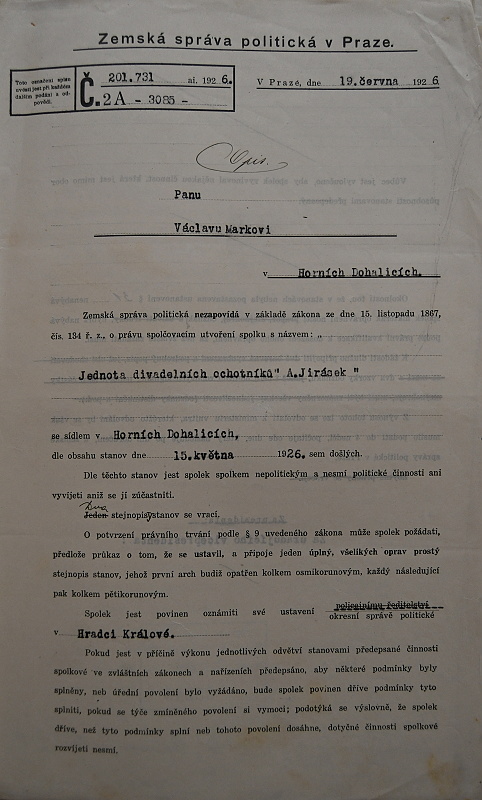 Zemská správa politická v Praze.
Toto označení spisu
uvésti jest při každém
dalším podání a od-
povědi.
Č. 201.731 ai. 1926.
2A - 3085 -
V Praze, dne 19.června 1926
Opis.
Panu
Václavu Markovi
v Horních Dohalicích.
Zemská správa politická nezapovídá v základě zákona ze dne 15. listopadu 1867,
čís. 134 ř. z., o právu spolčovacím utvoření spolku s názvem: „
Jednota divadelních ochotníků" A.Jirásek "
se sídlem v Horních Dohalicích,
dle obsahu stanov dne 15.května 1926. sem došlých.
Dle těchto stanov jest spolek spolkem nepolitickým a nesmí politické činnosti ani
vyvíjeti aniž se jí zúčastniti.
Dva
Jeden stejnopisy stanov se vrací.
O potvrzení právního trvání podle § 9 uvedeného zákona může spolek požádati,
předlože průkaz o tom, že se ustavil, a připoje jeden úplný, všelikých oprav prostý
stejnopis stanov, jehož první arch budiž opatřen kolkem osmikorunovým, každý následující
pak kolkem pětikorunovým.
Spolek jest povinen oznámiti své ustavení policejnímu ředitelství
okresní správě politické
v Hradci Králové.
Pokud jest v příčině výkonu jednotlivých odvětví stanovami předepsané činnosti
spolkové ve zvláštních zákonech a nařízeních předepsáno, aby některé podmínky byly
splněny, neb úřední povolení bylo vyžádáno, bude spolek povinen dříve podmínky tyto
splniti, pokud se týče zmíněného povolení si vymoci; podotýká se výslovně, že spolek
dříve, než tyto podmínky splní neb tohoto povolení dosáhne, dotyčné činnosti spolkové
rozvíjeti nesmí.